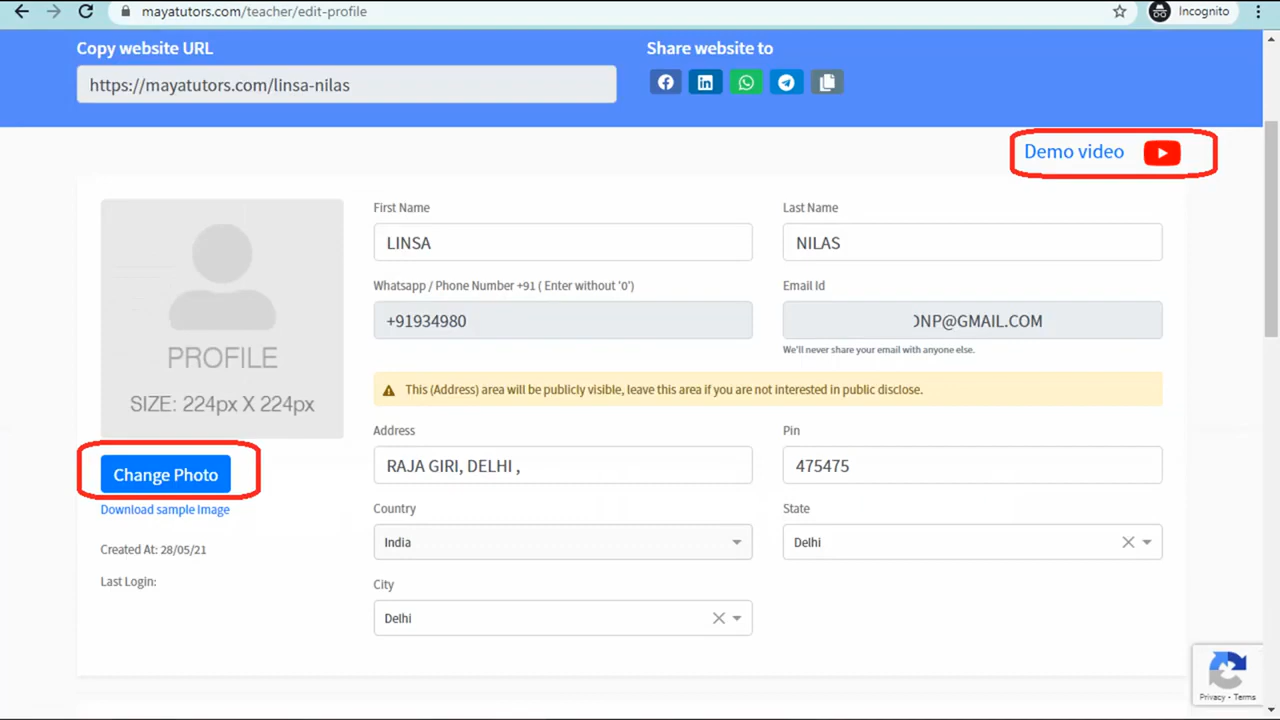 mayatutors.com/teacher/edit-profile
Incognito
Copy website URL
Share website to
https://mayatutors.com/linsa-nilas
Demo video
PROFILE
SIZE: 224px X 224px
Change Photo
Download sample Image
Created At: 28/05/21
Last Login:
First Name
Last Name
LINSA
NILAS
Whatsapp / Phone Number +91 ( Enter without '0')
Email Id
+91934980
We'll never share your email with anyone else.
This (Address) area will be publicly visible, leave this area if you are not interested in public disclose.
Address
Pin
RAJA GIRI, DELHI ,
475475
Country
State
India
Delhi
City
Delhi
Privacy - Terms